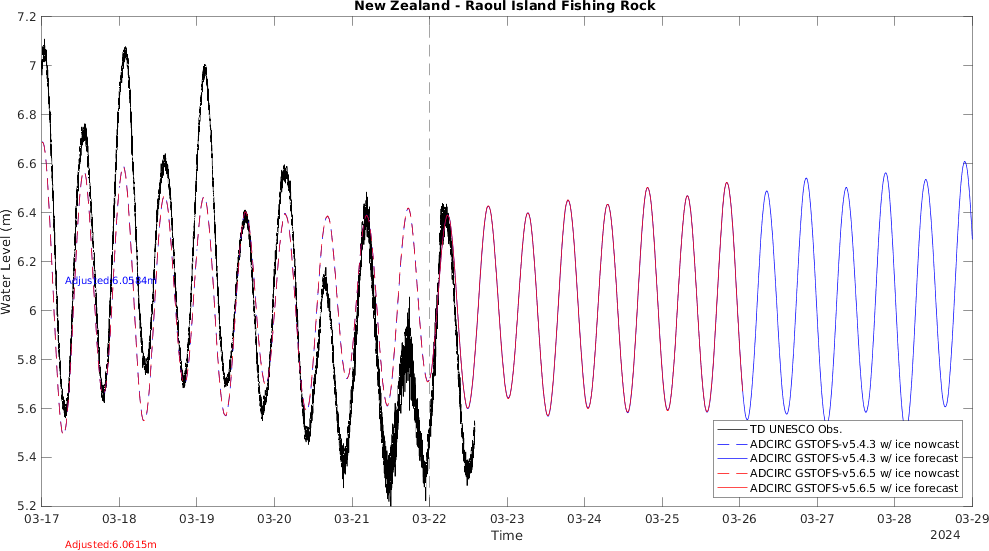 New Zealand - Raoul Island Fishing Rock
7.2
7
6.8
6.6
6.4
6.2
6
5.8
5.6
5.4
5.2
Water Level (m)
Adjusted:6.0584m
TD UNESCO Obs.
ADCIRC GSTOFS-v5.4.3 w/ ice nowcast
ADCIRC GSTOFS-v5.4.3 w/ ice forecast
ADCIRC GSTOFS-v5.6.5 w/ ice nowcast
ADCIRC GSTOFS-v5.6.5 w/ ice forecast
03-17 03-18 03-19 03-20 03-21 03-22 03-23 03-24 03-25 03-26 03-27 03-28 03-29
Time
2024
Adjusted:6.0615m